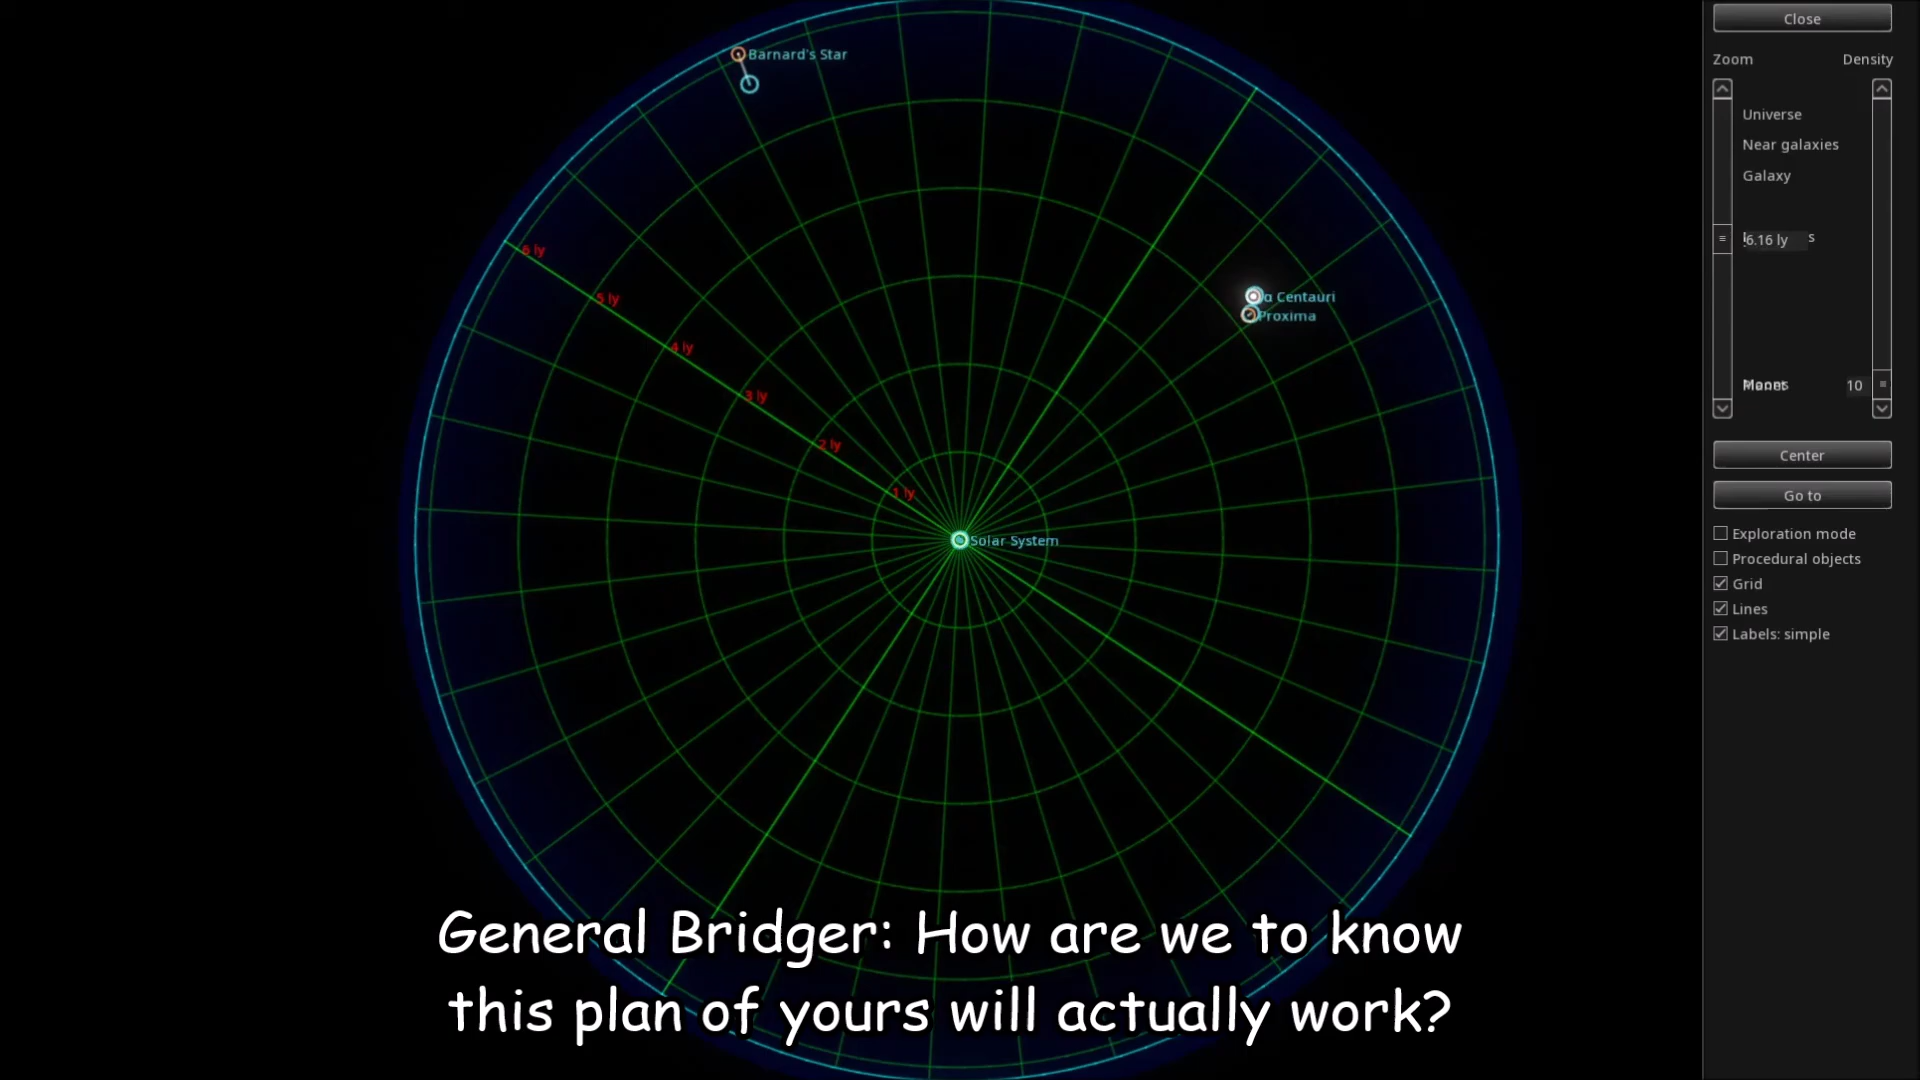 Close
Zoom Density
Barnard's Star
Universe
Near galaxies
Galaxy
6.16 ly
6 ly
5 ly
4 ly
3 ly
2 ly
1 ly
α Centauri
Proxima
10
Center
Go to
Solar System
Exploration mode
Procedural objects
Grid
Lines
Labels: simple
General Bridger: How are we to know
this plan of yours will actually work?